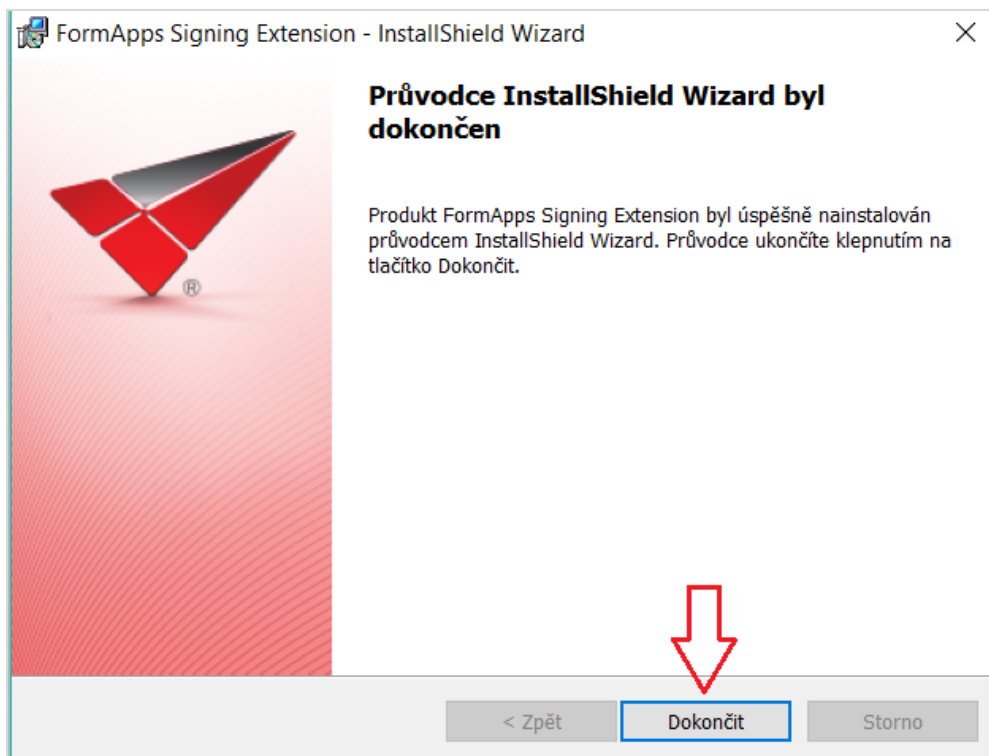 FormApps Signing Extension - InstallShield Wizard
Průvodce InstallShield Wizard byl
dokončen
Produkt FormApps Signing Extension byl úspěšně nainstalován
průvodcem InstallShield Wizard. Průvodce ukončíte klepnutím na
tlačítko Dokončit.
®
< Zpět
Dokončit
Storno